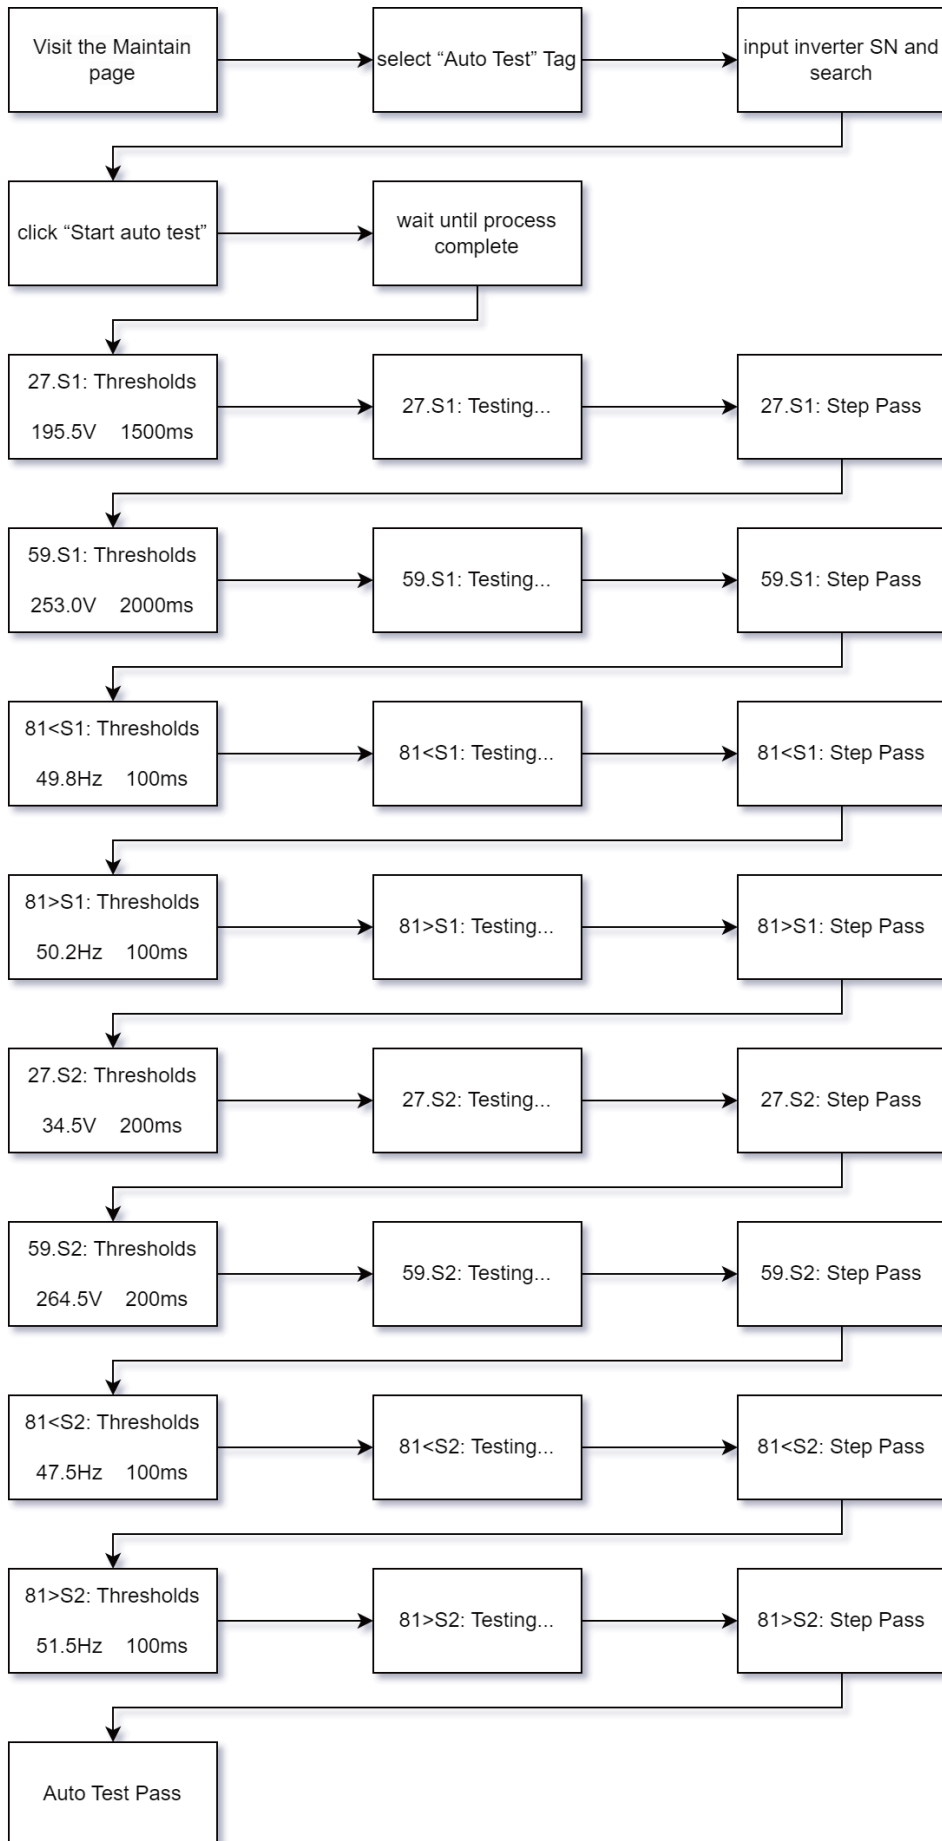 Visit the Maintain
page
select “Auto Test” Tag
input inverter SN and
search
click “Start auto test”
wait until process
complete
27.S1: Thresholds
195.5V 1500ms
27.S1: Testing...
27.S1: Step Pass
59.S1: Thresholds
253.0V 2000ms
59.S1: Testing...
59.S1: Step Pass
81<S1: Thresholds
49.8Hz 100ms
81<S1: Testing...
81<S1: Step Pass
81>S1: Thresholds
50.2Hz 100ms
81>S1: Testing...
81>S1: Step Pass
27.S2: Thresholds
34.5V 200ms
27.S2: Testing...
27.S2: Step Pass
59.S2: Thresholds
264.5V 200ms
59.S2: Testing...
59.S2: Step Pass
81<S2: Thresholds
47.5Hz 100ms
81<S2: Testing...
81<S2: Step Pass
81>S2: Thresholds
51.5Hz 100ms
81>S2: Testing...
81>S2: Step Pass
Auto Test Pass